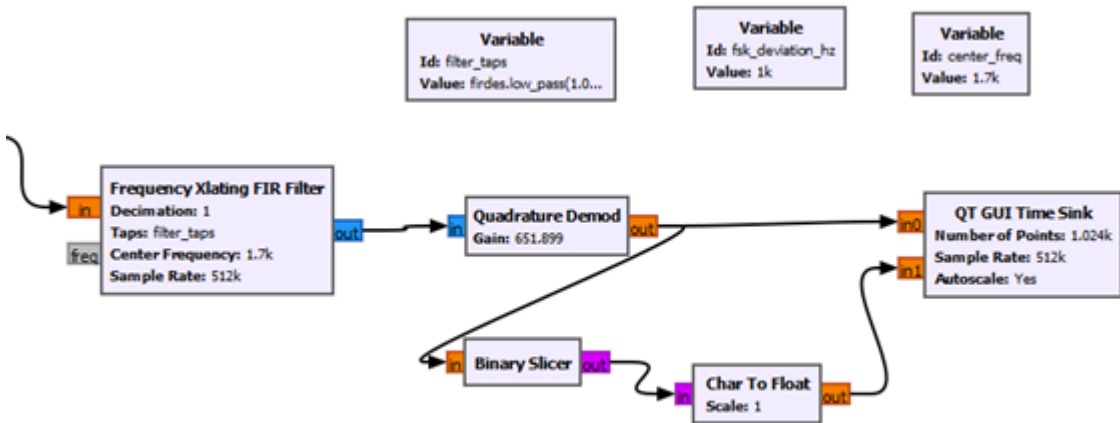 Variable
Id: filter_taps
Value: firdes.low_pass(1.0...
Variable
Id: fsk_deviation_hz
Value: 1k
Variable
Id: center_freq
Value: 1.7k
in
freq
Frequency Xlating FIR Filter
Decimation: 1
Taps: filter_taps
Center Frequency: 1.7k
Sample Rate: 512k
out
in
Quadrature Demod
Gain: 651.899
out
in0
in1
QT GUI Time Sink
Number of Points: 1.024k
Sample Rate: 512k
Autoscale: Yes
in
Binary Slicer
out
in
Char To Float
Scale: 1
out